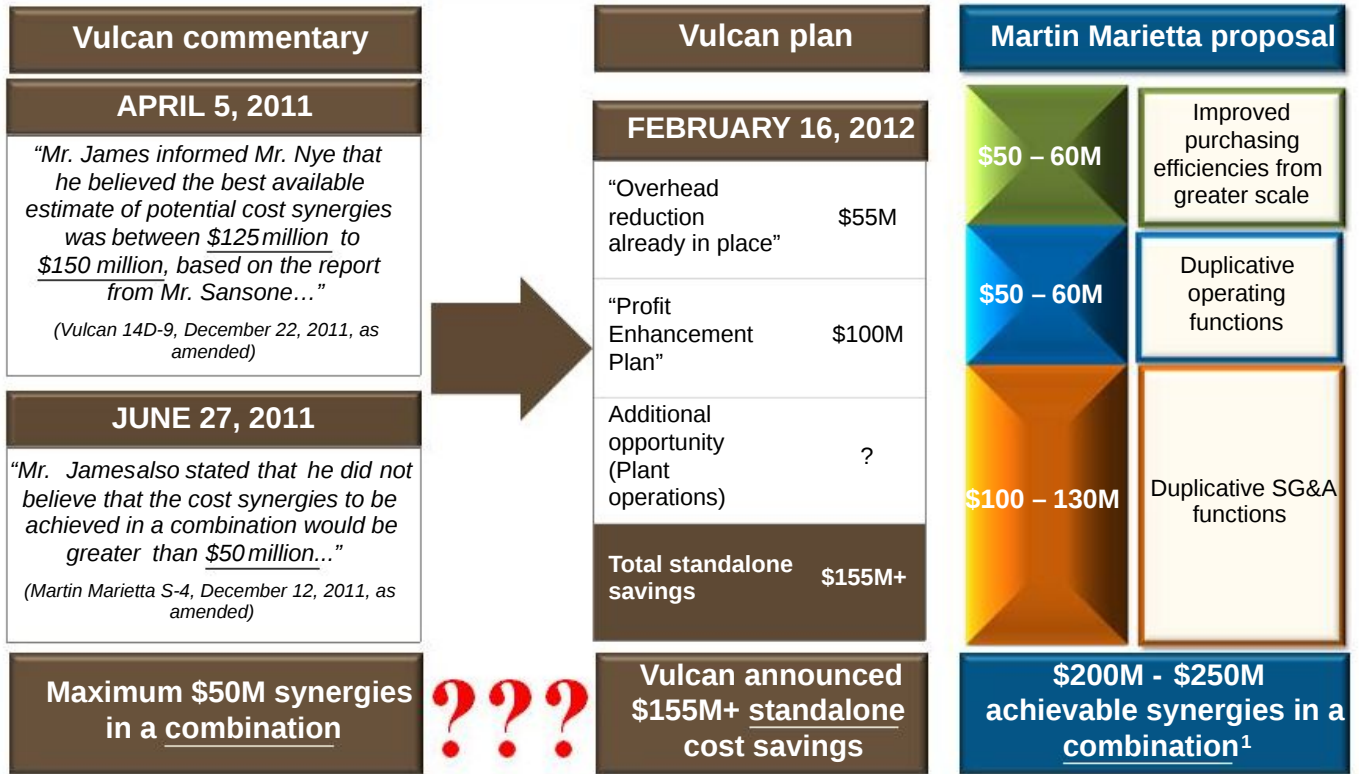 Vulcan commentary
APRIL 5, 2011
“Mr. James informed Mr. Nye that
he believed the best available
estimate of potential cost synergies
was between $125 million to
$150 million, based on the report
from Mr. Sansone…”
(Vulcan 14D-9, December 22, 2011, as
amended)
JUNE 27, 2011
“Mr. Jamesalso stated that he did not
believe that the cost synergies to be
achieved in a combination would be
greater than $50 million...”
(Martin Marietta S-4, December 12, 2011, as
amended)
Maximum $50M synergies
in a combination
???
Vulcan plan
FEBRUARY 16, 2012
“Overhead
reduction
already in place”
$55M
“Profit
Enhancement
Plan”
$100M
Additional
opportunity
(Plant
operations)
?
Total standalone
savings
$155M+
Vulcan announced
$155M+ standalone
cost savings
Martin Marietta proposal
$50 – 60M
Improved
purchasing
efficiencies from
greater scale
$50 – 60M
Duplicative
operating
functions
$100 – 130M
Duplicative SG&A
functions
$200M - $250M
achievable synergies in a
combination¹